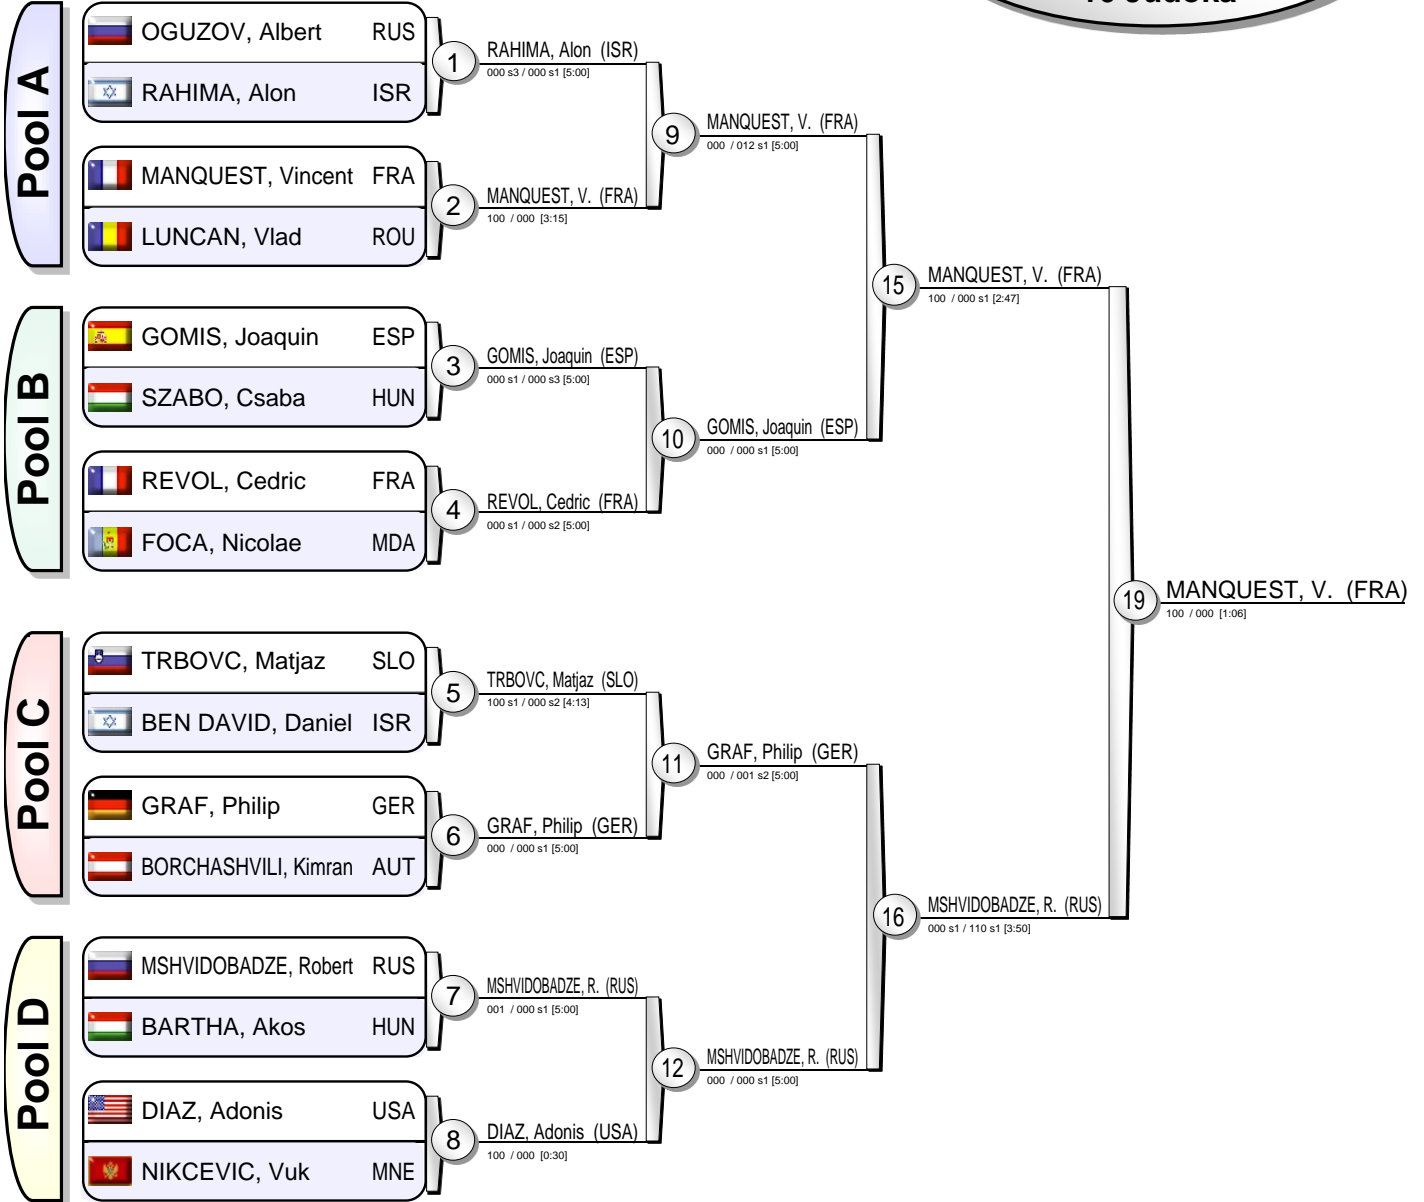 Pool A
OGUZOV, Albert RUS
RAHIMA, Alon ISR
MANQUEST, Vincent FRA
LUNCAN, Vlad ROU
Pool B
GOMIS, Joaquin ESP
SZABO, Csaba HUN
REVOL, Cedric FRA
FOCA, Nicolae MDA
Pool C
TRBOVC, Matjaz SLO
BEN DAVID, Daniel ISR
GRAF, Philip GER
BORCHASHVILI, Kimran AUT
Pool D
MSHVIDOBADZE, Robert RUS
BARTHA, Akos HUN
DIAZ, Adonis USA
NIKCEVIC, Vuk MNE
1
RAHIMA, Alon (ISR)
000 s3 / 000 s1 [5:00]
2
MANQUEST, V. (FRA)
100 / 000 [3:15]
3
GOMIS, Joaquin (ESP)
000 s1 / 000 s3 [5:00]
4
REVOL, Cedric (FRA)
000 s1 / 000 s2 [5:00]
5
TRBOVC, Matjaz (SLO)
100 s1 / 000 s2 [4:13]
6
GRAF, Philip (GER)
000 / 000 s1 [5:00]
7
MSHVIDOBADZE, R. (RUS)
001 / 000 s1 [5:00]
8
DIAZ, Adonis (USA)
100 / 000 [0:30]
9
MANQUEST, V. (FRA)
000 / 012 s1 [5:00]
10
GOMIS, Joaquin (ESP)
000 / 000 s1 [5:00]
11
GRAF, Philip (GER)
000 / 001 s2 [5:00]
12
MSHVIDOBADZE, R. (RUS)
000 / 000 s1 [5:00]
15
MANQUEST, V. (FRA)
100 / 000 s1 [2:47]
16
MSHVIDOBADZE, R. (RUS)
000 s1 / 110 s1 [3:50]
19
MANQUEST, V. (FRA)
100 / 000 [1:06]